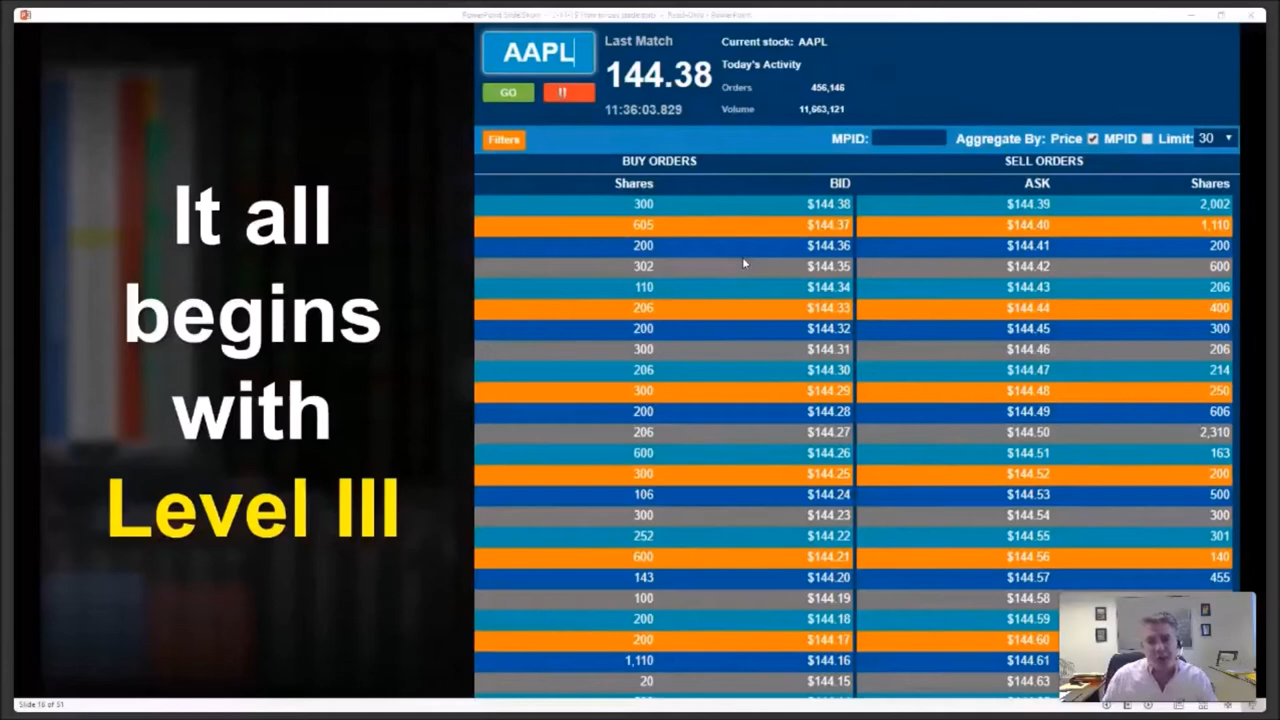 It all
begins
with
Level III
AAPL
GO
!!
Last Match
144.38
11:36:03.829
Current stock: AAPL
Today's Activity
Orders 456,146
Volume 11,663,121
Filters
MPID: Aggregate By: Price MPID Limit: 30
BUY ORDERS SELL ORDERS
Shares BID ASK Shares
300 $144.38 $144.39 2,002
605 $144.37 $144.40 1,110
200 $144.36 $144.41 200
302 $144.35 $144.42 600
110 $144.34 $144.43 206
206 $144.33 $144.44 400
200 $144.32 $144.45 300
300 $144.31 $144.46 206
206 $144.30 $144.47 214
300 $144.29 $144.48 250
200 $144.28 $144.49 606
206 $144.27 $144.50 2,310
600 $144.26 $144.51 163
300 $144.25 $144.52 200
106 $144.24 $144.53 500
300 $144.23 $144.54 300
252 $144.22 $144.55 301
600 $144.21 $144.56 140
143 $144.20 $144.57 455
100 $144.19 $144.58
200 $144.18 $144.59
200 $144.17 $144.60
1,110 $144.16 $144.61
20 $144.15 $144.63